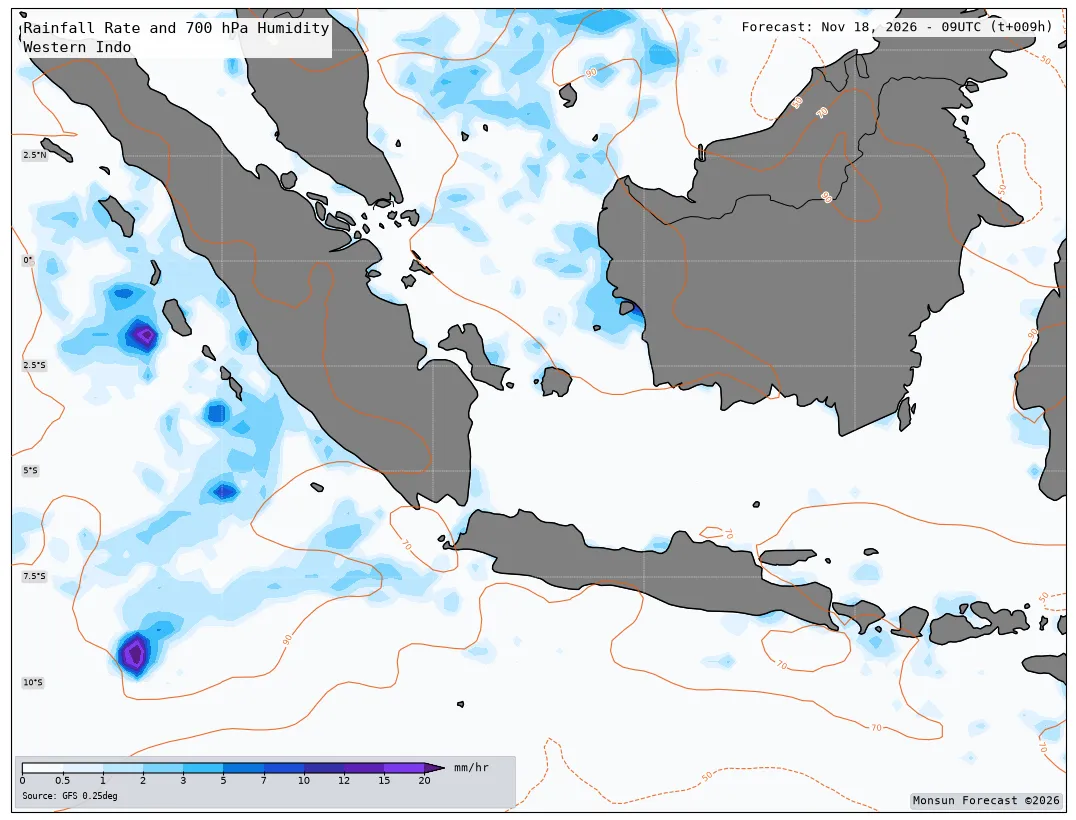 Rainfall Rate and 700 hPa Humidity
Western Indo
Forecast: Nov 18, 2026 - 09UTC (t+009h)
50
90
50
70
2.5°N
50
80
0°
90
2.5°S
5°S
70
70
7.5°S
50
90
70
10°S
70
70
50
mm/hr
0 0.5 1 2 3 5 7 10 12 15 20
Source: GFS 0.25deg
Monsun Forecast ©2026